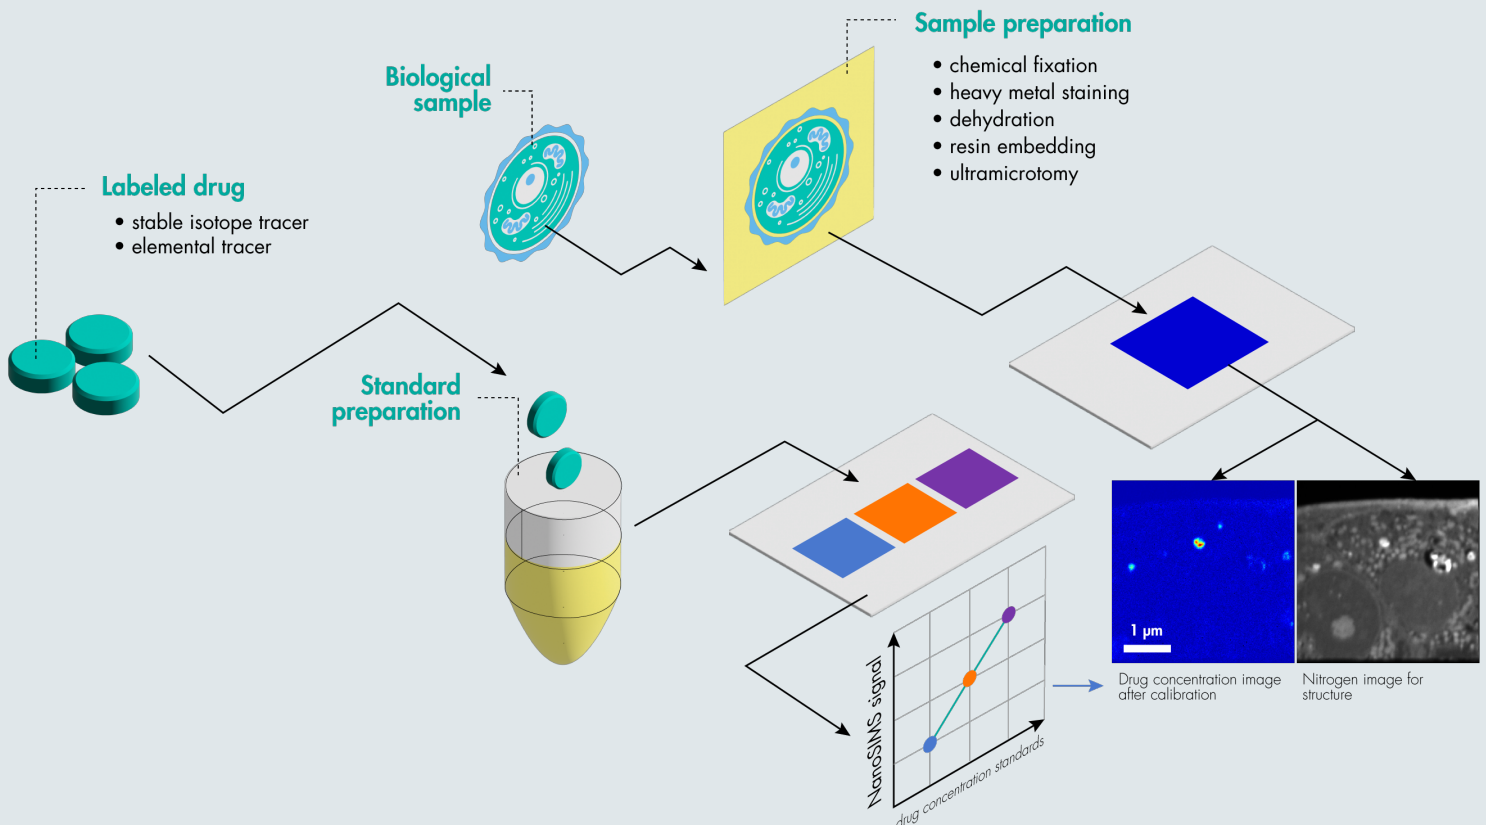 Sample preparation
• chemical fixation
• heavy metal staining
• dehydration
• resin embedding
• ultramicrotomy
Biological
sample
Labeled drug
• stable isotope tracer
• elemental tracer
Standard
preparation
NanoSIMS signal
drug concentration standards
1 µm
Drug concentration image
after calibration
Nitrogen image for
structure